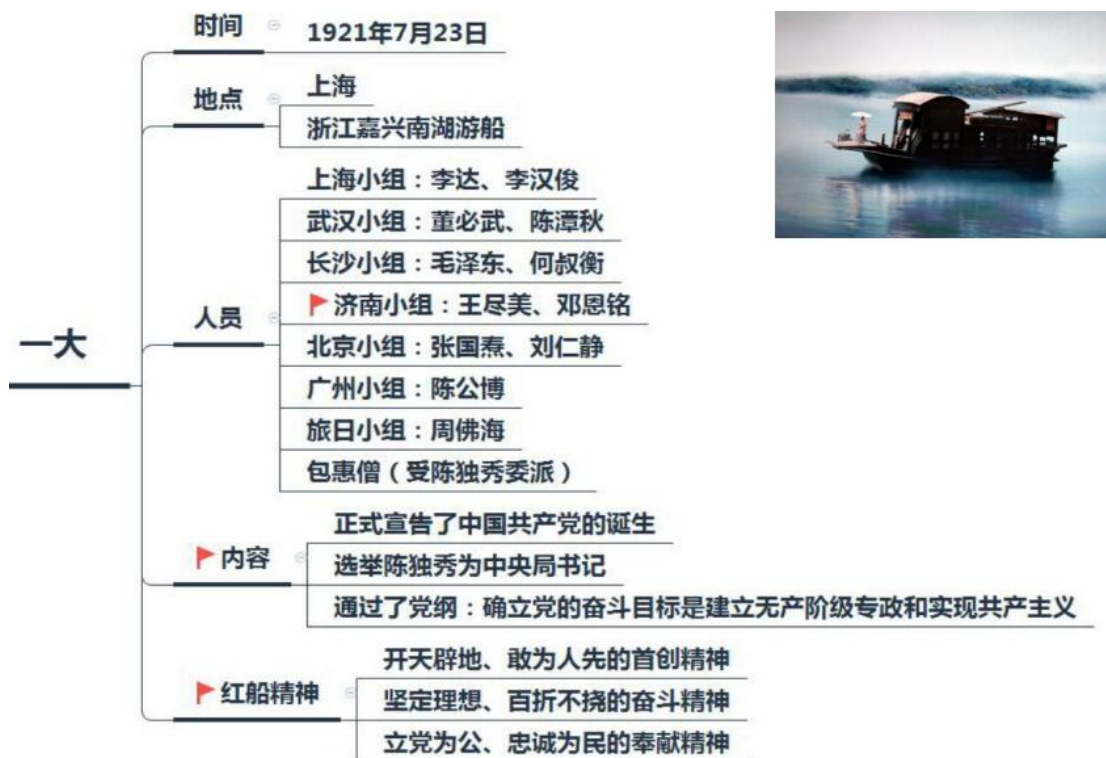 一大
时间
1921年7月23日
地点
上海
浙江嘉兴南湖游船
人员
上海小组：李达、李汉俊
武汉小组：董必武、陈潭秋
长沙小组：毛泽东、何叔衡
济南小组：王尽美、邓恩铭
北京小组：张国焘、刘仁静
广州小组：陈公博
旅日小组：周佛海
包惠僧（受陈独秀委派）
内容
正式宣告了中国共产党的诞生
选举陈独秀为中央局书记
通过了党纲：确立党的奋斗目标是建立无产阶级专政和实现共产主义
红船精神
开天辟地、敢为人先的首创精神
坚定理想、百折不挠的奋斗精神
立党为公、忠诚为民的奉献精神